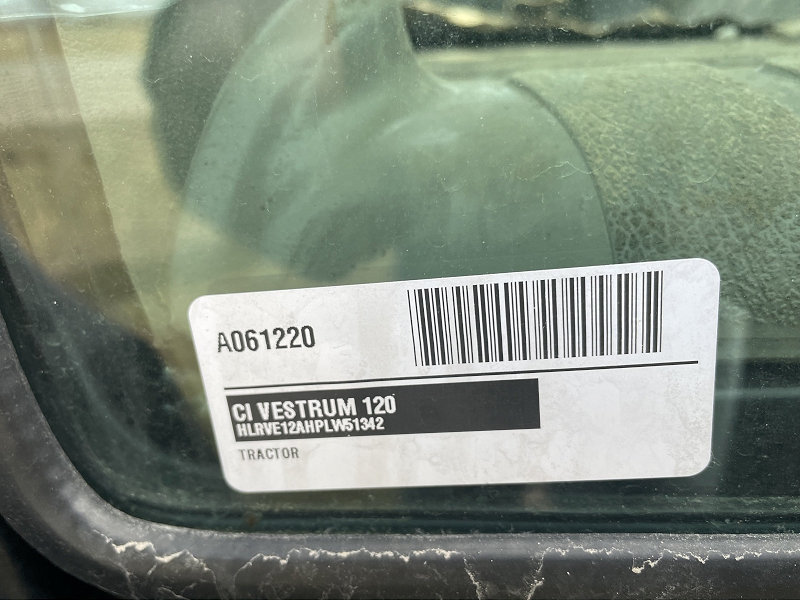 A061220
CI VESTRUM 120
HLRVE12AHPLW51342
TRACTOR